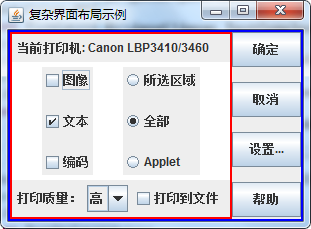 复杂界面布局示例
当前打印机: Canon LBP3410/3460
确定
图像 所选区域
取消
文本 全部
设置...
编码 Applet
打印质量： 高 打印到文件
帮助